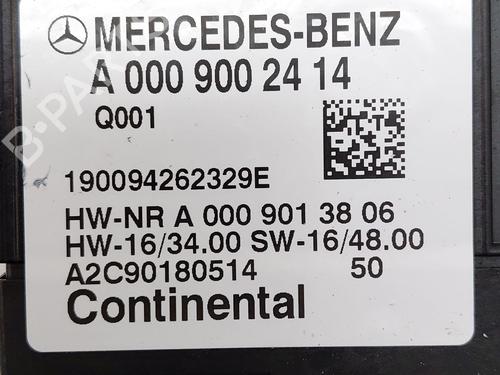 MERCEDES-BENZ
A 000 900 24 14
Q001
190094262329E
HW-NR A 000 901 38 06
HW-16/34.00 SW-16/48.00
A2C90180514 50
Continental
B-PARTS